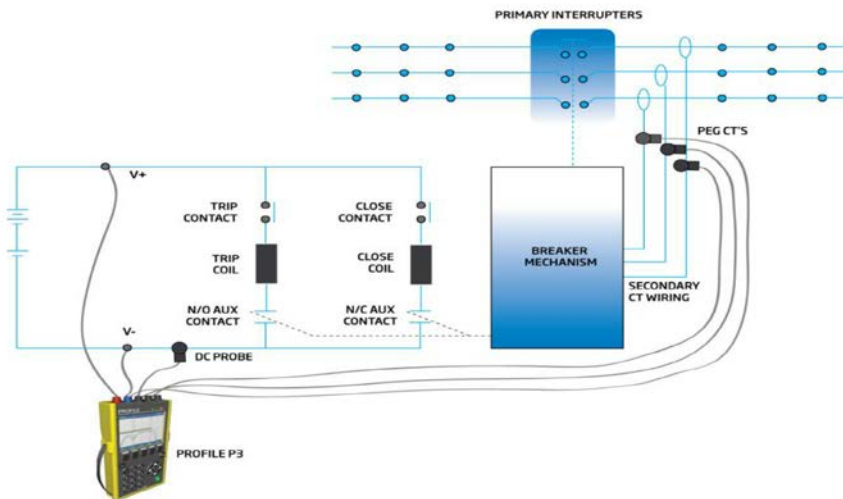 PRIMARY INTERRUPTERS
PEG CT'S
V+
TRIP
CONTACT
CLOSE
CONTACT
TRIP
COIL
CLOSE
COIL
BREAKER
MECHANISM
SECONDARY
CT WIRING
N/O AUX
CONTACT
N/C AUX
CONTACT
V-
DC PROBE
PROFILE
PROFILE P3